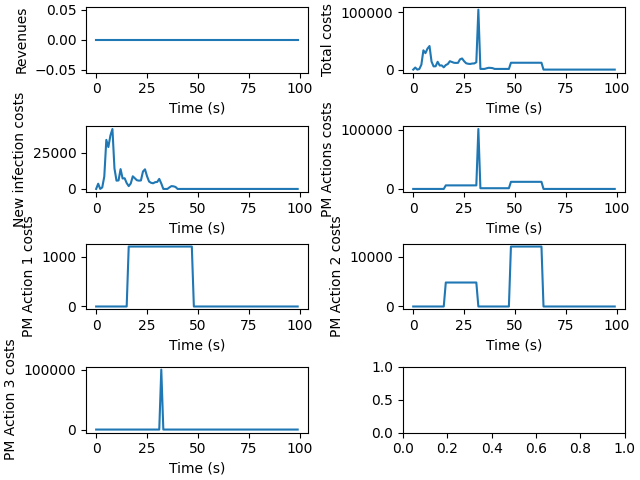 Revenues
0.05
0.00
−0.05
0 25 50 75 100
Time (s)
Total costs
100000
0
0 25 50 75 100
Time (s)
New infection costs
25000
0
0 25 50 75 100
Time (s)
PM Actions costs
100000
0
0 25 50 75 100
Time (s)
PM Action 1 costs
1000
0
0 25 50 75 100
Time (s)
PM Action 2 costs
10000
0
0 25 50 75 100
Time (s)
PM Action 3 costs
100000
0
0 25 50 75 100
Time (s)
1.0
0.5
0.0
0.0 0.2 0.4 0.6 0.8 1.0